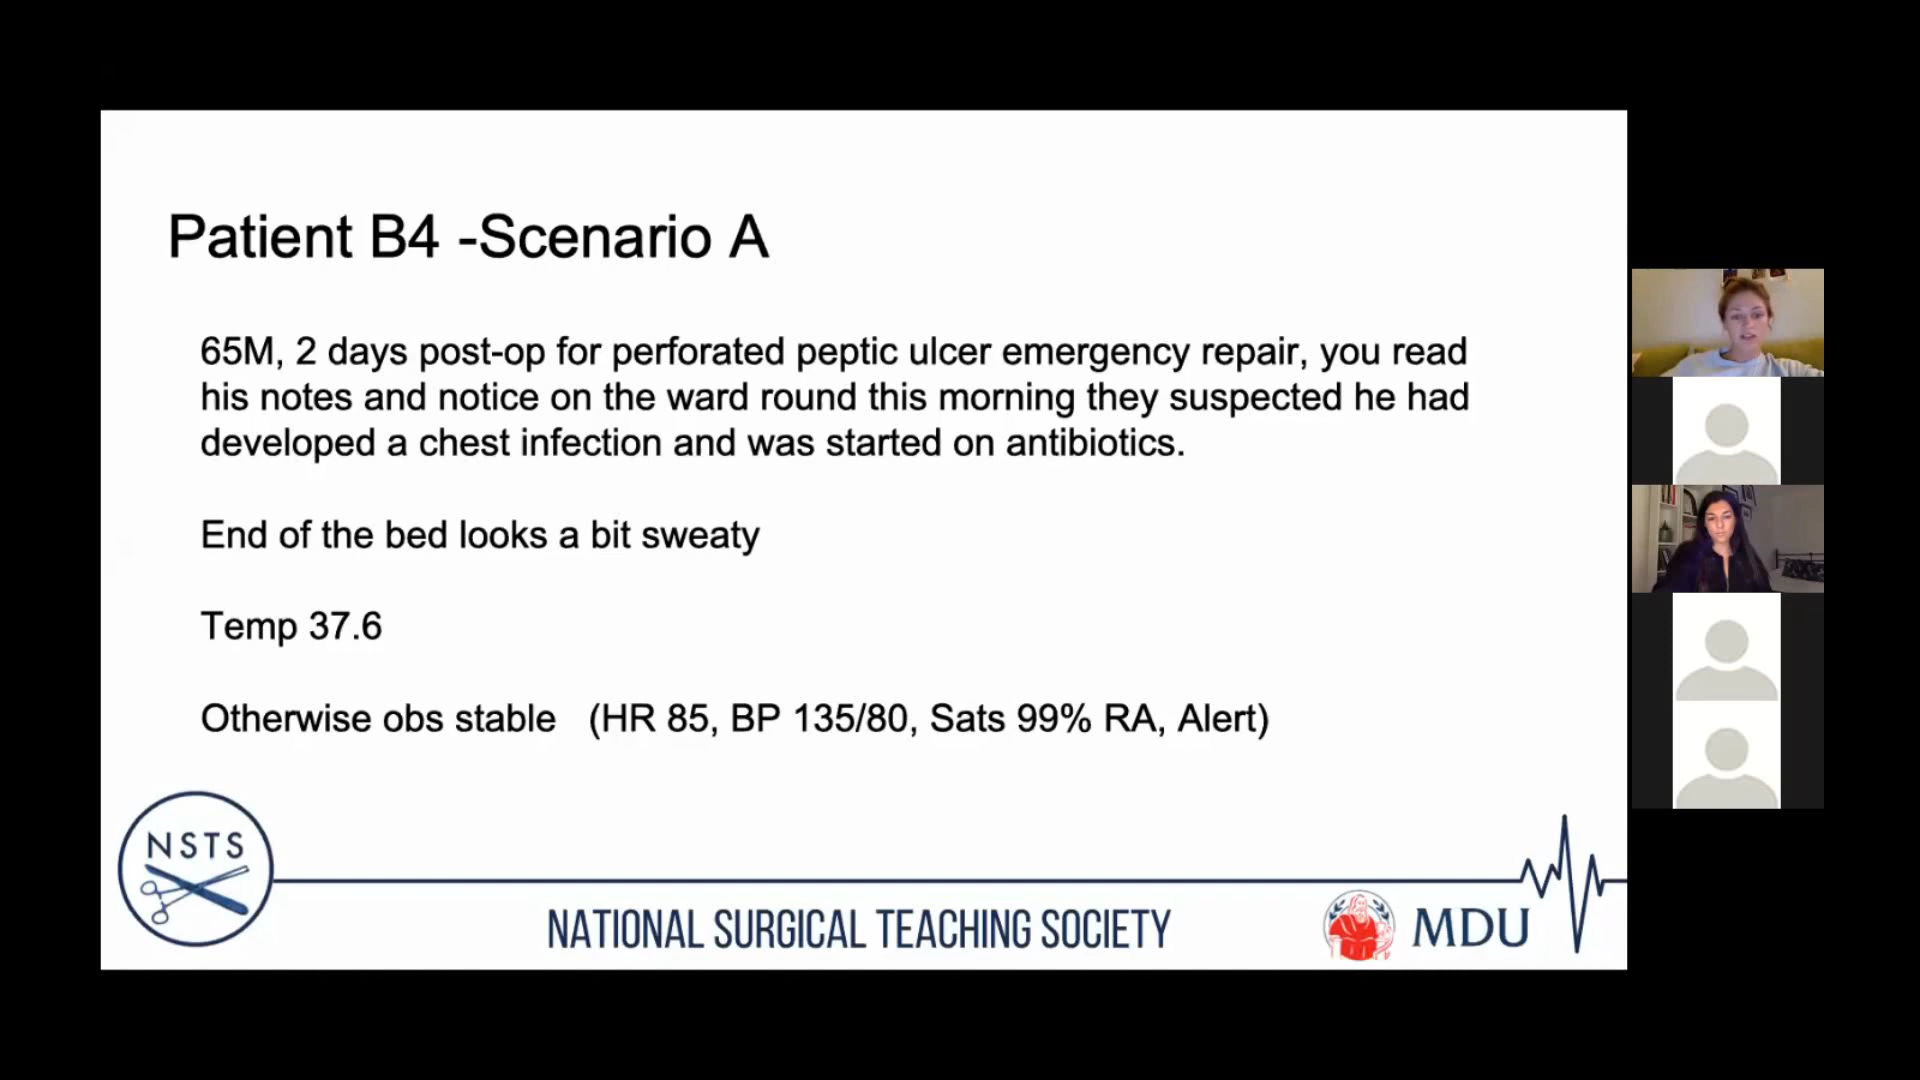 Patient B4 -Scenario A
65M, 2 days post-op for perforated peptic ulcer emergency repair, you read
his notes and notice on the ward round this morning they suspected he had
developed a chest infection and was started on antibiotics.
End of the bed looks a bit sweaty
Temp 37.6
Otherwise obs stable (HR 85, BP 135/80, Sats 99% RA, Alert)
NSTS
NATIONAL SURGICAL TEACHING SOCIETY
MDU